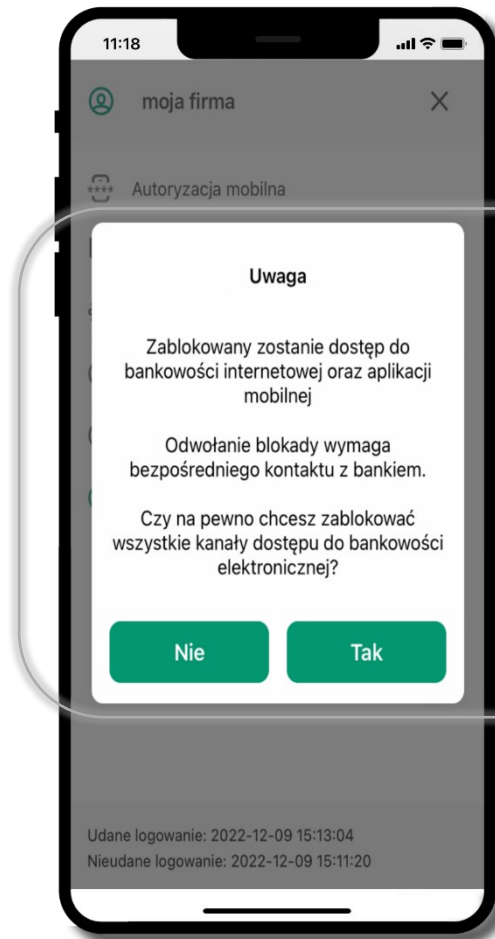 11:18
moja firma
Autoryzacja mobilna
Uwaga
Zablokowany zostanie dostęp do
bankowości internetowej oraz aplikacji
mobilnej
Odwołanie blokady wymaga
bezpośredniego kontaktu z bankiem.
Czy na pewno chcesz zablokować
wszystkie kanały dostępu do bankowości
elektronicznej?
Nie Tak
Udane logowanie: 2022-12-09 15:13:04
Nieudane logowanie: 2022-12-09 15:11:20